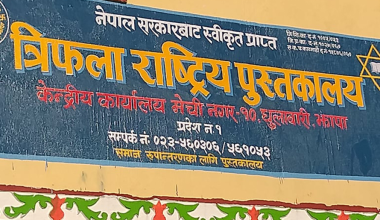 नेपाल सरकारबाट स्वीकृत प्राप्त
त्रिफला राष्ट्रिय पुस्तकालय
केन्द्रीय कार्यालय मेची नगर-१०, धुलाबारी, झापा
प्रदेश नं १
सम्पर्क नं: ०२३-५६०३०६ / ५६१०५३
समाज रुपान्तरणका लागि पुस्तकालय